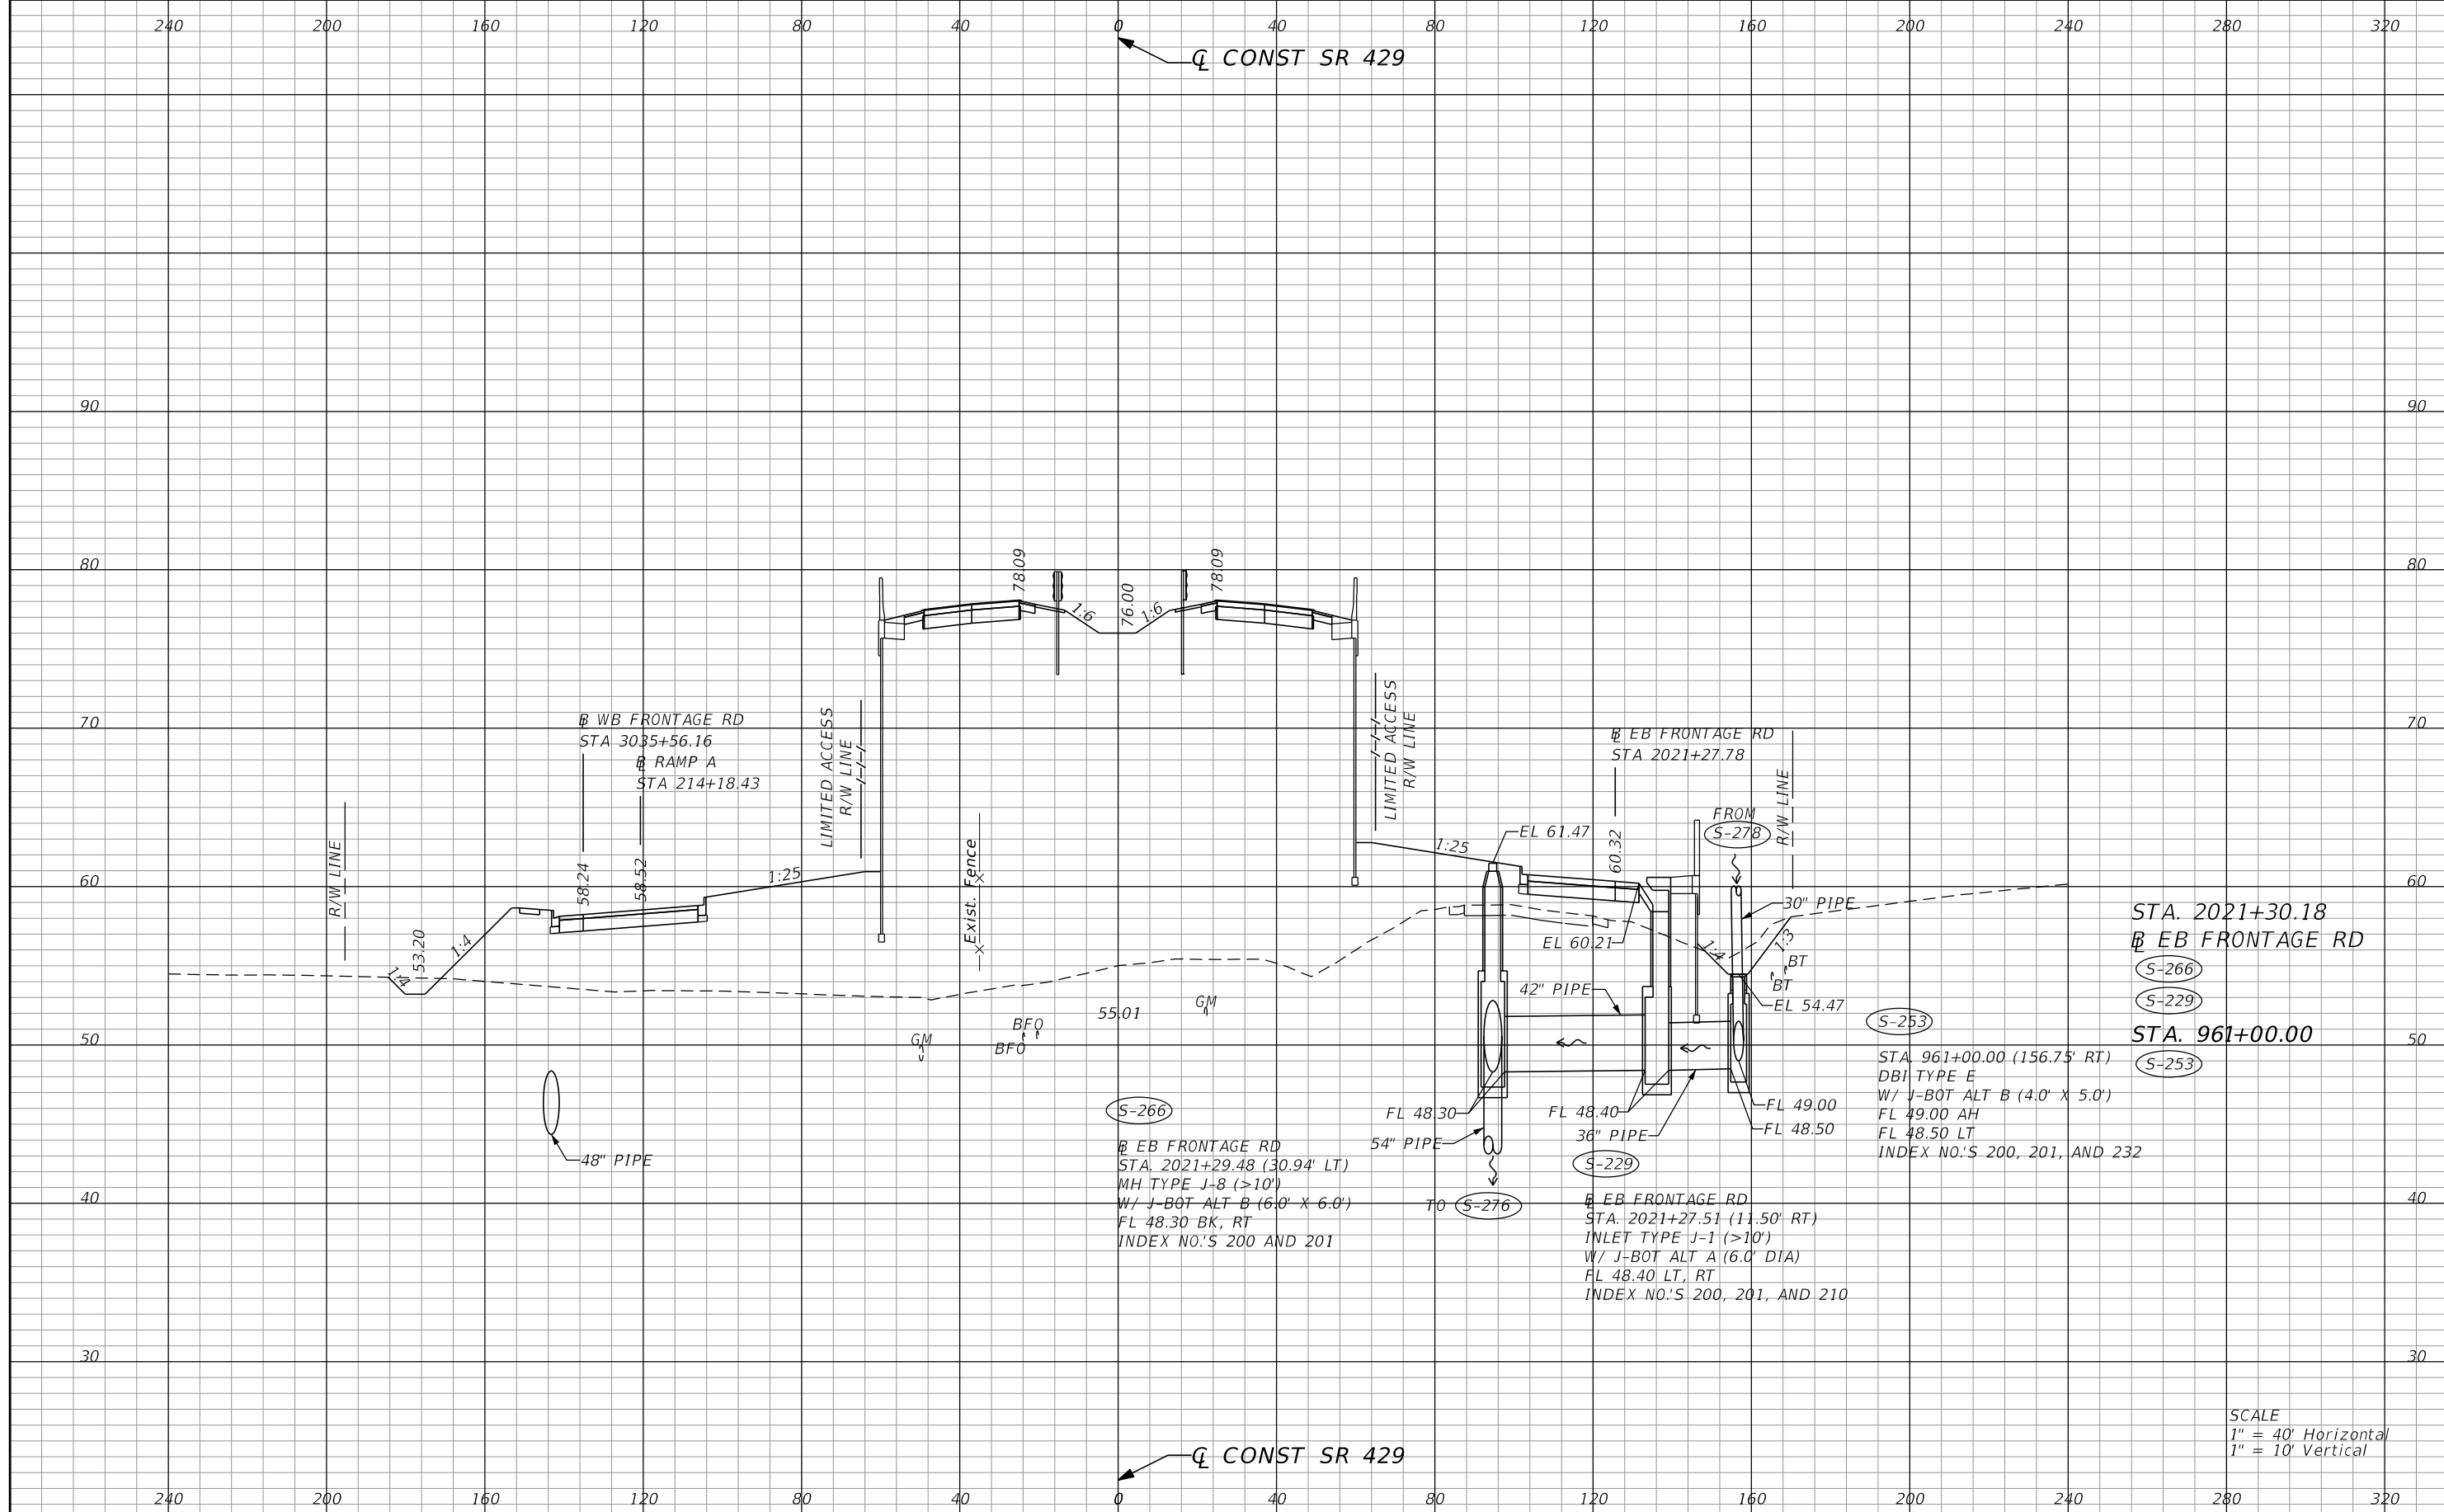 240 200 160 120 80 40 0 40 80 120 160 200 240 280 320
℄ CONST SR 429
90 90
80 80
78.09
76.00
78.09
1:6
1:6
70 70
B̲L WB FRONTAGE RD
STA 3035+56.16
B̲L RAMP A
STA 214+18.43
LIMITED ACCESS
R/W LINE
LIMITED ACCESS
R/W LINE
B̲L EB FRONTAGE RD
STA 2021+27.78
R/W LINE
FROM
S-278
R/W LINE
EL 61.47
1:25
60.32
60 60
58.24
58.52
1:25
Exist. Fence
30" PIPE
STA. 2021+30.18
B̲L EB FRONTAGE RD
S-266
S-229
STA. 961+00.00
S-253
53.20
1:4
1:4
EL 60.21
1:4
1:3
BT
BT
EL 54.47
42" PIPE
55.01
GM
GM
BFO
BFO
50 50
S-253
STA. 961+00.00 (156.75' RT)
DBI TYPE E
W/ J-BOT ALT B (4.0' X 5.0')
FL 49.00 AH
FL 48.50 LT
INDEX NO.'S 200, 201, AND 232
48" PIPE
S-266
B̲L EB FRONTAGE RD
STA. 2021+29.48 (30.94' LT)
MH TYPE J-8 (>10')
W/ J-BOT ALT B (6.0' X 6.0')
FL 48.30 BK, RT
INDEX NO.'S 200 AND 201
FL 48.30
54" PIPE
FL 48.40
36" PIPE
FL 49.00
FL 48.50
TO S-276
S-229
B̲L EB FRONTAGE RD
STA. 2021+27.51 (11.50' RT)
INLET TYPE J-1 (>10')
W/ J-BOT ALT A (6.0' DIA)
FL 48.40 LT, RT
INDEX NO.'S 200, 201, AND 210
40 40
30 30
SCALE
1" = 40' Horizontal
1" = 10' Vertical
℄ CONST SR 429
240 200 160 120 80 40 0 40 80 120 160 200 240 280 320